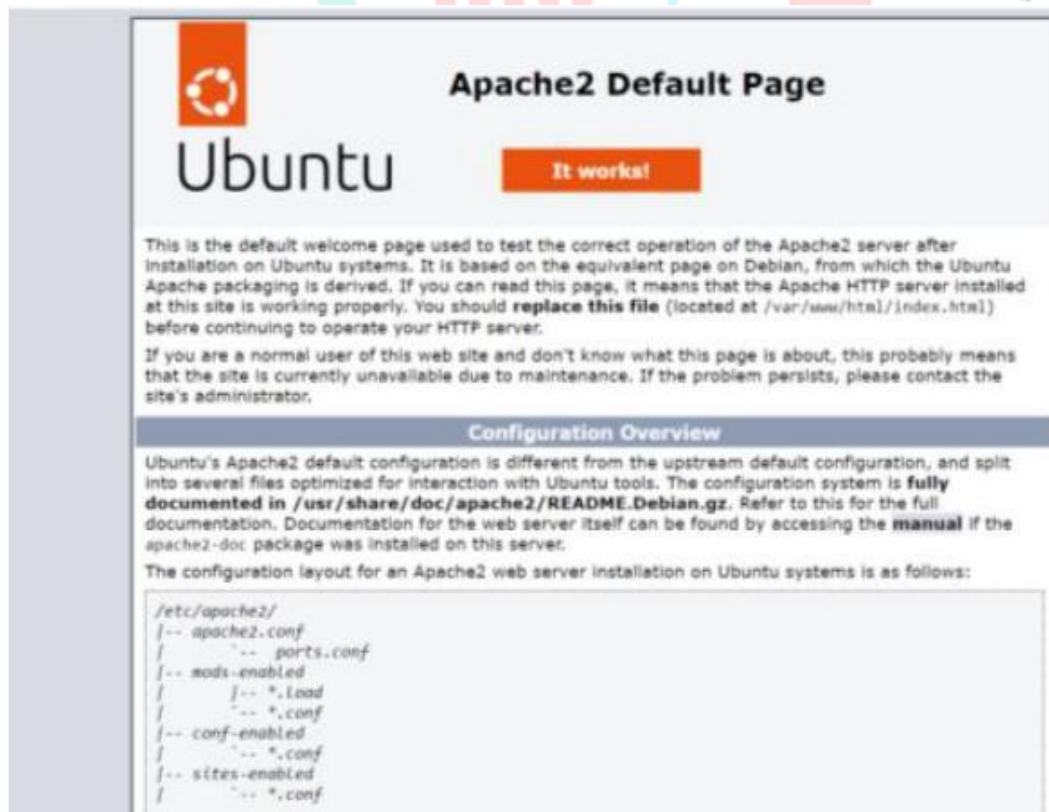 Apache2 Default Page
Ubuntu
It works!
This is the default welcome page used to test the correct operation of the Apache2 server after
installation on Ubuntu systems. It is based on the equivalent page on Debian, from which the Ubuntu
Apache packaging is derived. If you can read this page, it means that the Apache HTTP server installed
at this site is working properly. You should replace this file (located at /var/www/html/index.html)
before continuing to operate your HTTP server.
If you are a normal user of this web site and don't know what this page is about, this probably means
that the site is currently unavailable due to maintenance. If the problem persists, please contact the
site's administrator.
Configuration Overview
Ubuntu's Apache2 default configuration is different from the upstream default configuration, and split
into several files optimized for interaction with Ubuntu tools. The configuration system is fully
documented in /usr/share/doc/apache2/README.Debian.gz. Refer to this for the full
documentation. Documentation for the web server itself can be found by accessing the manual if the
apache2-doc package was installed on this server.
The configuration layout for an Apache2 web server installation on Ubuntu systems is as follows:
/etc/apache2/
|-- apache2.conf
|       `--  ports.conf
|-- mods-enabled
|       |-- *.load
|       `-- *.conf
|-- conf-enabled
|       `-- *.conf
|-- sites-enabled
|       `-- *.conf